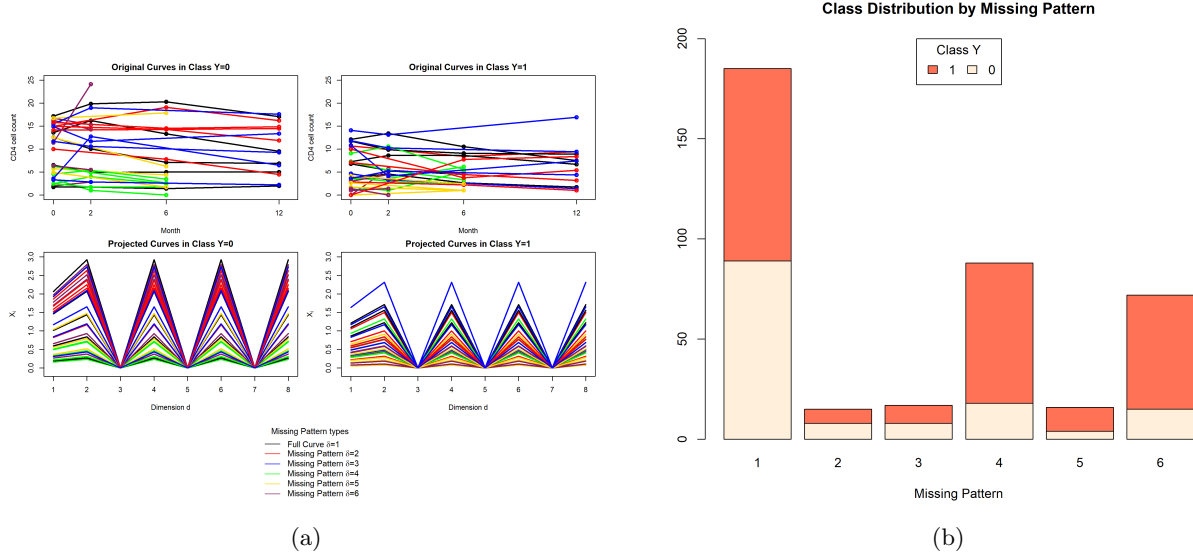 Original Curves in Class Y=0
CD4 cell count
25
20
15
10
5
0
0 2 6 12
Month
Original Curves in Class Y=1
CD4 cell count
25
20
15
10
5
0
0 2 6 12
Month
Projected Curves in Class Y=0
Xi
3.0
2.5
2.0
1.5
1.0
0.5
0.0
1 2 3 4 5 6 7 8
Dimension d
Projected Curves in Class Y=1
Xi
3.0
2.5
2.0
1.5
1.0
0.5
0.0
1 2 3 4 5 6 7 8
Dimension d
Missing Pattern types
Full Curve δ=1
Missing Pattern δ=2
Missing Pattern δ=3
Missing Pattern δ=4
Missing Pattern δ=5
Missing Pattern δ=6
(a)
Class Distribution by Missing Pattern
Class Y
1 0
200
150
100
50
0
1 2 3 4 5 6
Missing Pattern
(b)